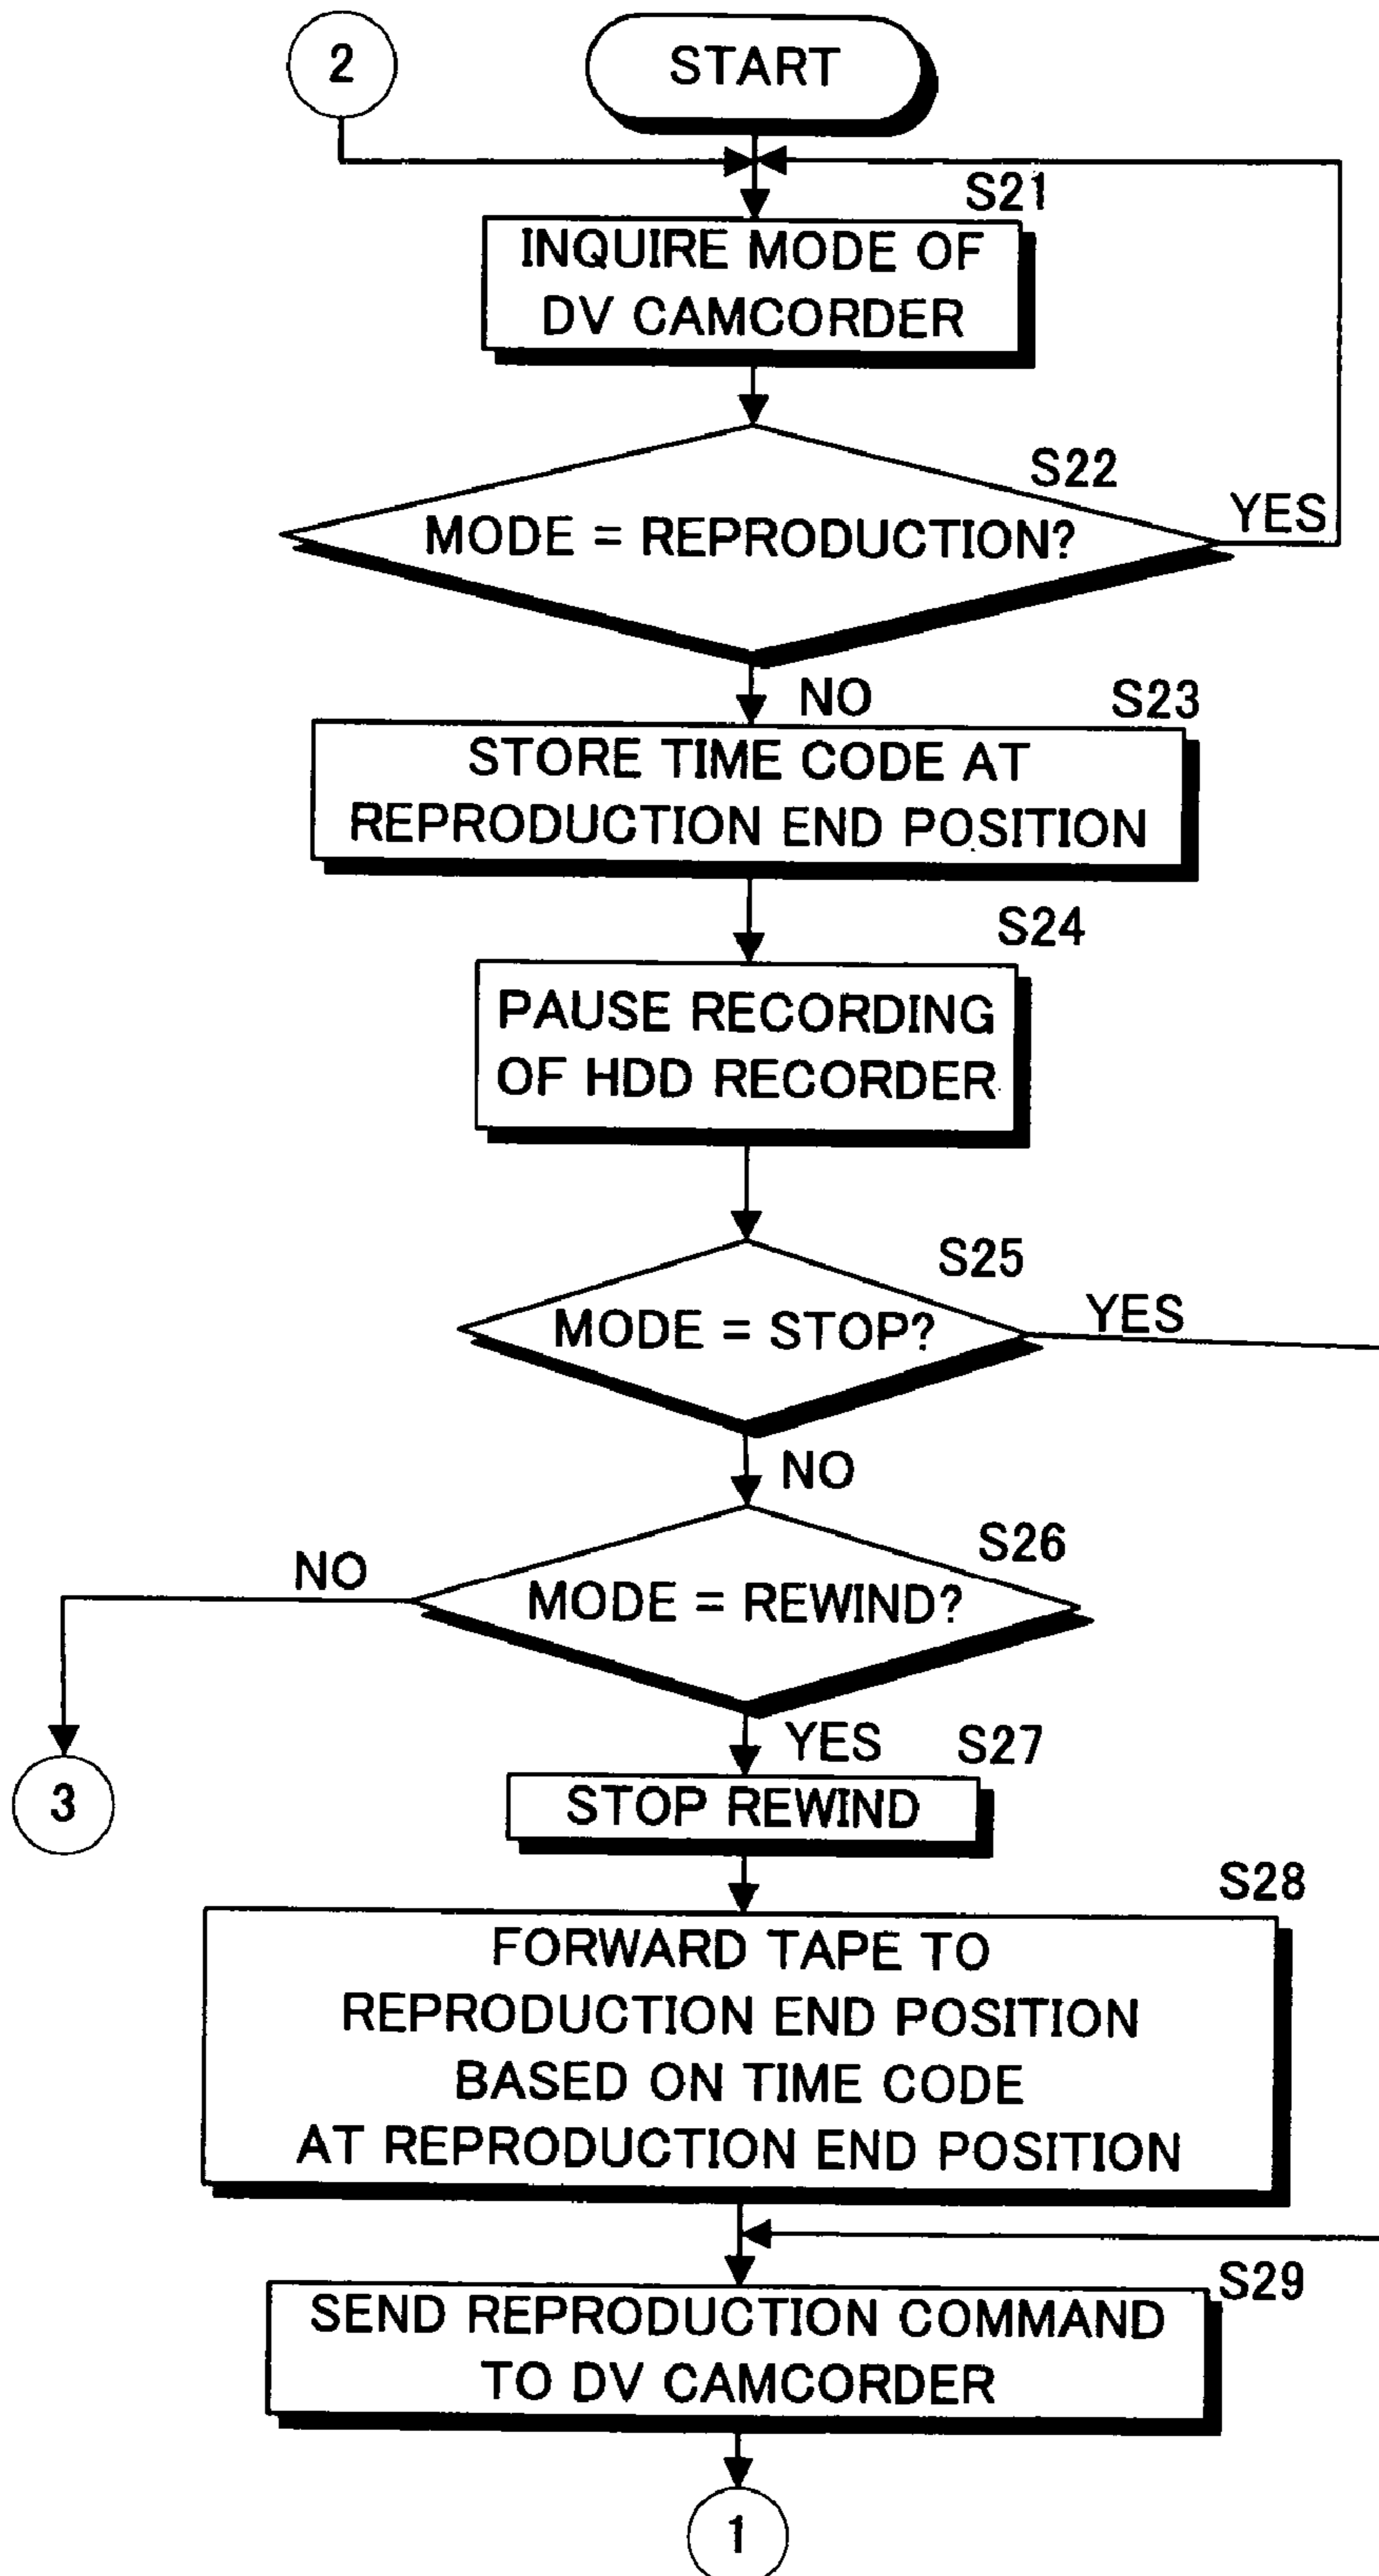 2
START
S21
INQUIRE MODE OF
DV CAMCORDER
S22
MODE = REPRODUCTION?
YES
NO
S23
STORE TIME CODE AT
REPRODUCTION END POSITION
S24
PAUSE RECORDING
OF HDD RECORDER
S25
MODE = STOP?
YES
NO
S26
NO
MODE = REWIND?
YES
S27
3
STOP REWIND
S28
FORWARD TAPE TO
REPRODUCTION END POSITION
BASED ON TIME CODE
AT REPRODUCTION END POSITION
S29
SEND REPRODUCTION COMMAND
TO DV CAMCORDER
1